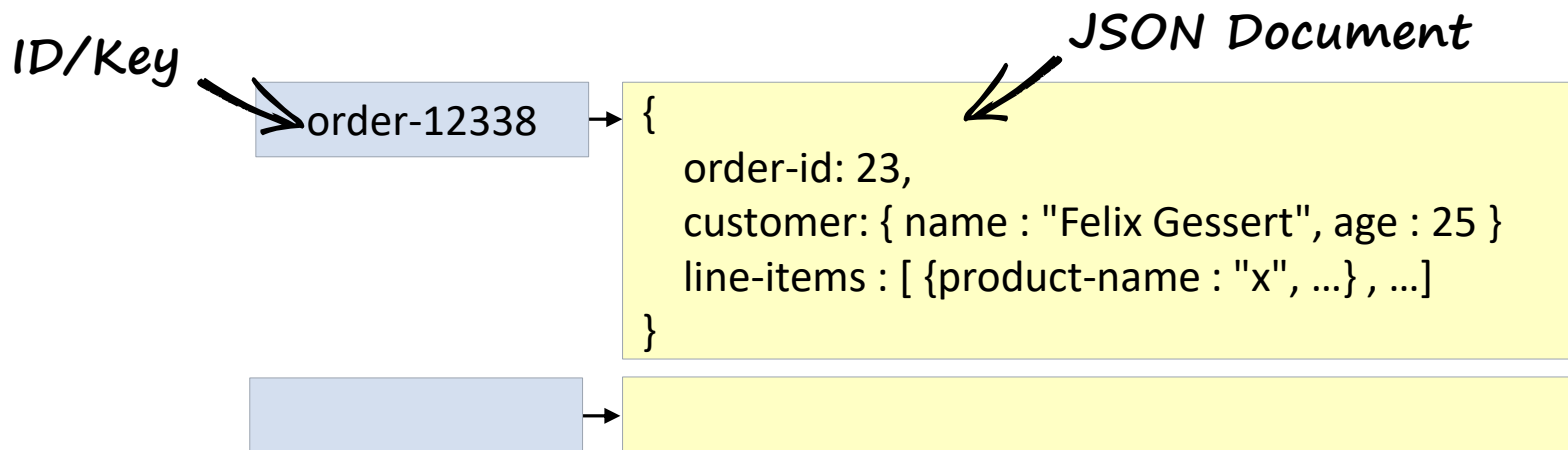 ID/Key
JSON Document
order-12338
{
order-id: 23,
customer: { name : "Felix Gessert", age : 25 }
line-items : [ {product-name : "x", …} , …]
}